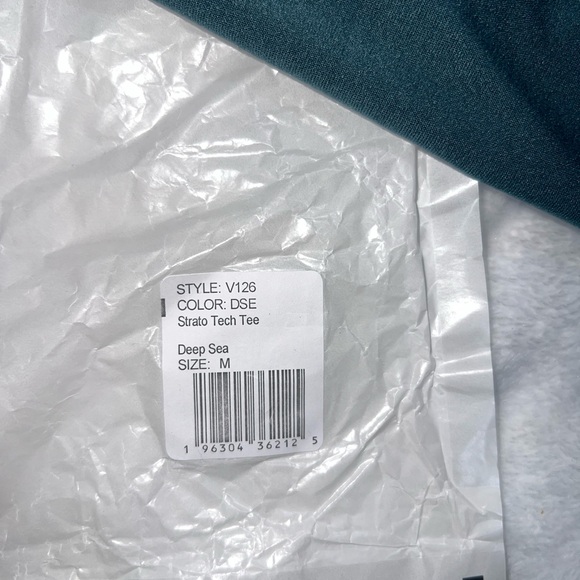 STYLE: V126
COLOR: DSE
Strato Tech Tee
Deep Sea
SIZE: M
1 96304 36212 5